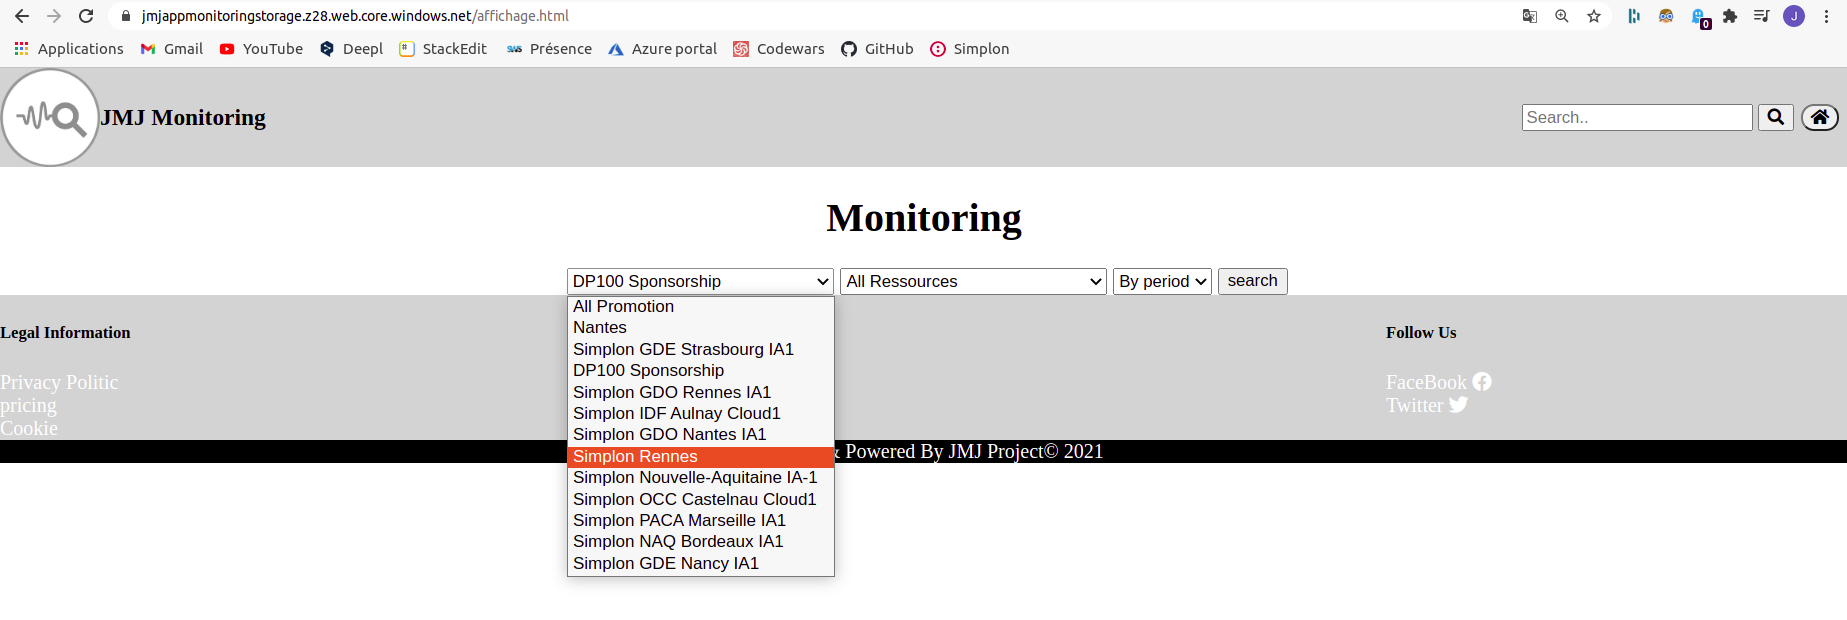 jmjappmonitoringstorage.z28.web.core.windows.net/affichage.html
0
J
Applications Gmail YouTube Deepl StackEdit Présence Azure portal Codewars GitHub Simplon
JMJ Monitoring
Search..
Monitoring
DP100 Sponsorship All Ressources By period search
All Promotion
Nantes
Simplon GDE Strasbourg IA1
DP100 Sponsorship
Simplon GDO Rennes IA1
Simplon IDF Aulnay Cloud1
Simplon GDO Nantes IA1
Simplon Rennes
Simplon Nouvelle-Aquitaine IA-1
Simplon OCC Castelnau Cloud1
Simplon PACA Marseille IA1
Simplon NAQ Bordeaux IA1
Simplon GDE Nancy IA1
Legal Information
Privacy Politic
pricing
Cookie
Follow Us
FaceBook
Twitter
Powered By JMJ Project© 2021